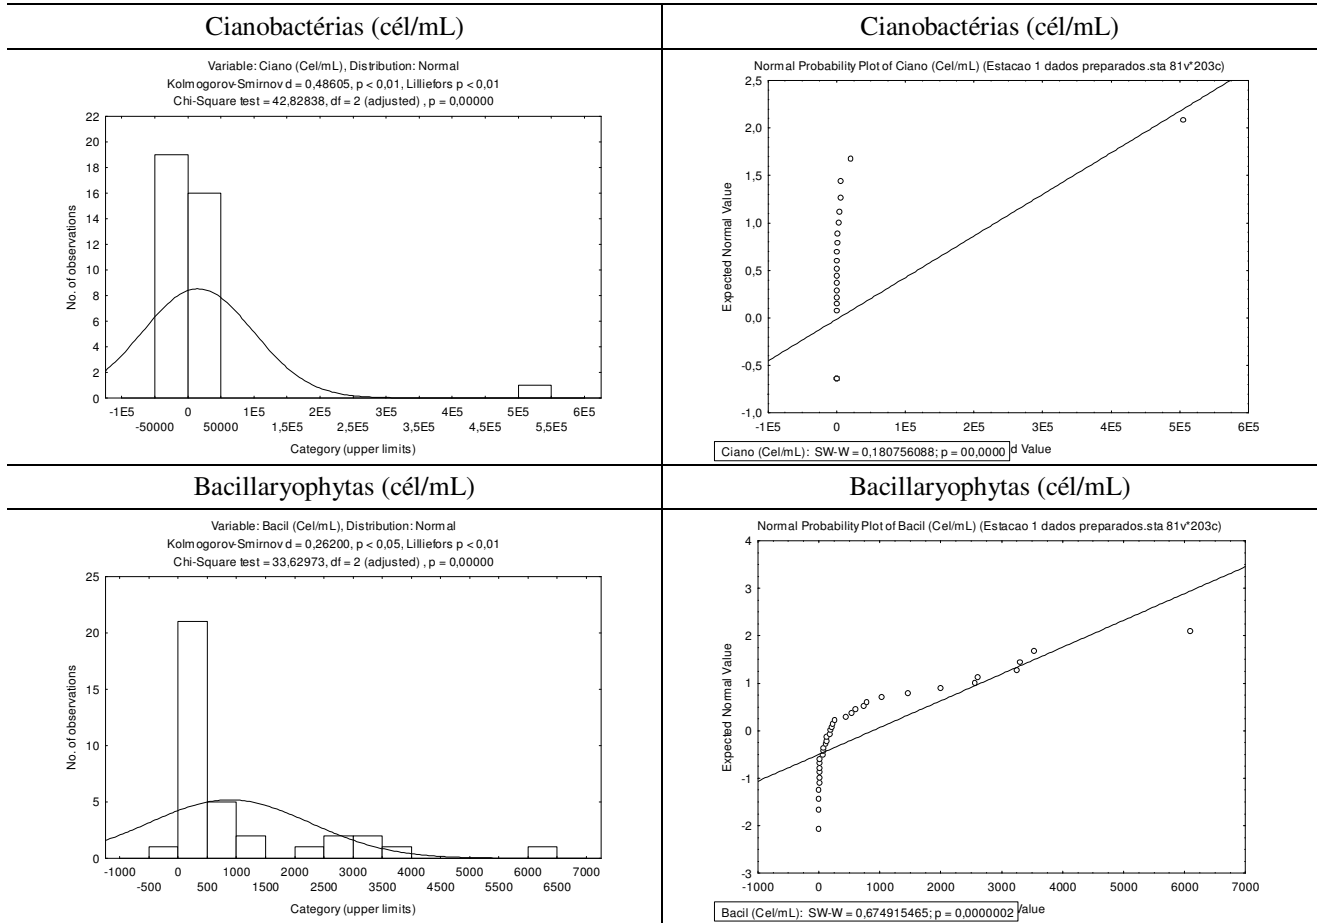 Cianobactérias (cél/mL)
Cianobactérias (cél/mL)
Variable: Ciano (Cel/mL), Distribution: Normal
Kolmogorov-Smirnov d = 0,48605, p < 0,01, Lilliefors p < 0,01
Chi-Square test = 42,82838, df = 2 (adjusted) , p = 0,00000
22
20
18
16
14
12
10
8
6
4
2
0
No. of observations
-1E5 0 1E5 2E5 3E5 4E5 5E5 6E5
-50000 50000 1,5E5 2,5E5 3,5E5 4,5E5 5,5E5
Category (upper limits)
Normal Probability Plot of Ciano (Cel/mL) (Estacao 1 dados preparados.sta 81v*203c)
2,5
2,0
1,5
1,0
0,5
0,0
-0,5
-1,0
Expected Normal Value
-1E5 0 1E5 2E5 3E5 4E5 5E5 6E5
Ciano (Cel/mL): SW-W = 0,180756088; p = 00,0000 d Value
Bacillaryophytas (cél/mL)
Bacillaryophytas (cél/mL)
Variable: Bacil (Cel/mL), Distribution: Normal
Kolmogorov-Smirnov d = 0,26200, p < 0,05, Lilliefors p < 0,01
Chi-Square test = 33,62973, df = 2 (adjusted) , p = 0,00000
25
20
15
10
5
0
No. of observations
-1000 0 1000 2000 3000 4000 5000 6000 7000
-500 500 1500 2500 3500 4500 5500 6500
Category (upper limits)
Normal Probability Plot of Bacil (Cel/mL) (Estacao 1 dados preparados.sta 81v*203c)
4
3
2
1
0
-1
-2
-3
Expected Normal Value
-1000 0 1000 2000 3000 4000 5000 6000 7000
Bacil (Cel/mL): SW-W = 0,674915465; p = 0,0000002 Value